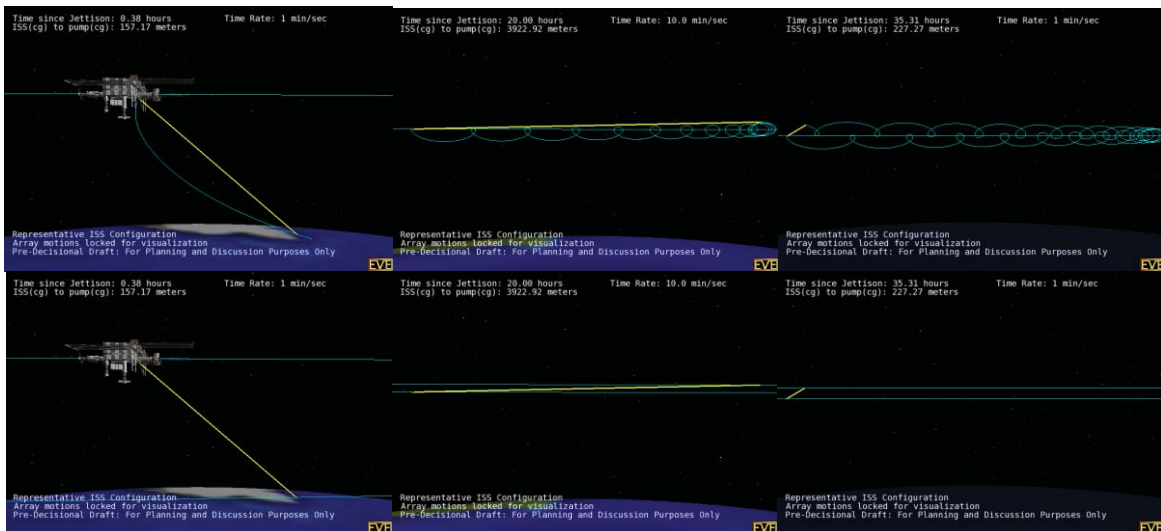 Time since Jettison: 0.38 hours Time Rate: 1 min/sec
ISS(cg) to pump(cg): 157.17 meters
Representative ISS Configuration
Array motions locked for visualization
Pre-Decisional Draft: For Planning and Discussion Purposes Only
EVE
Time since Jettison: 20.00 hours Time Rate: 10.0 min/sec
ISS(cg) to pump(cg): 3922.92 meters
Representative ISS Configuration
Array motions locked for visualization
Pre-Decisional Draft: For Planning and Discussion Purposes Only
EVE
Time since Jettison: 35.31 hours Time Rate: 1 min/sec
ISS(cg) to pump(cg): 227.27 meters
Representative ISS Configuration
Array motions locked for visualization
Pre-Decisional Draft: For Planning and Discussion Purposes Only
EVE
Time since Jettison: 0.38 hours Time Rate: 1 min/sec
ISS(cg) to pump(cg): 157.17 meters
Representative ISS Configuration
Array motions locked for visualization
Pre-Decisional Draft: For Planning and Discussion Purposes Only
EVE
Time since Jettison: 20.00 hours Time Rate: 10.0 min/sec
ISS(cg) to pump(cg): 3922.92 meters
Representative ISS Configuration
Array motions locked for visualization
Pre-Decisional Draft: For Planning and Discussion Purposes Only
EVE
Time since Jettison: 35.31 hours Time Rate: 1 min/sec
ISS(cg) to pump(cg): 227.27 meters
Representative ISS Configuration
Array motions locked for visualization
Pre-Decisional Draft: For Planning and Discussion Purposes Only
EVE